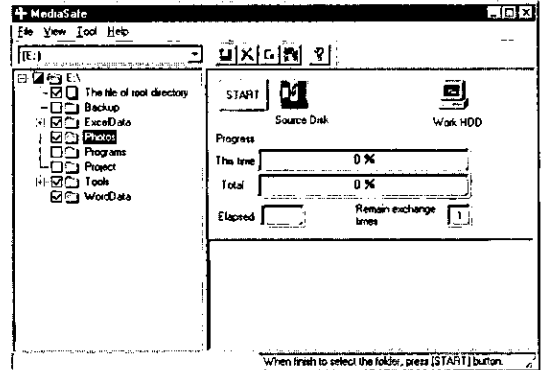 MediaSafe
File View Tool Help
[E:]
E:\
The file of root directory
Backup
ExcelData
Photos
Programs
Project
Tools
WordData
START
Source Disk
Work HDD
Progress
This time 0 %
Total 0 %
Elapsed
Remain exchange times 1
When finish to select the folder, press [START] button.